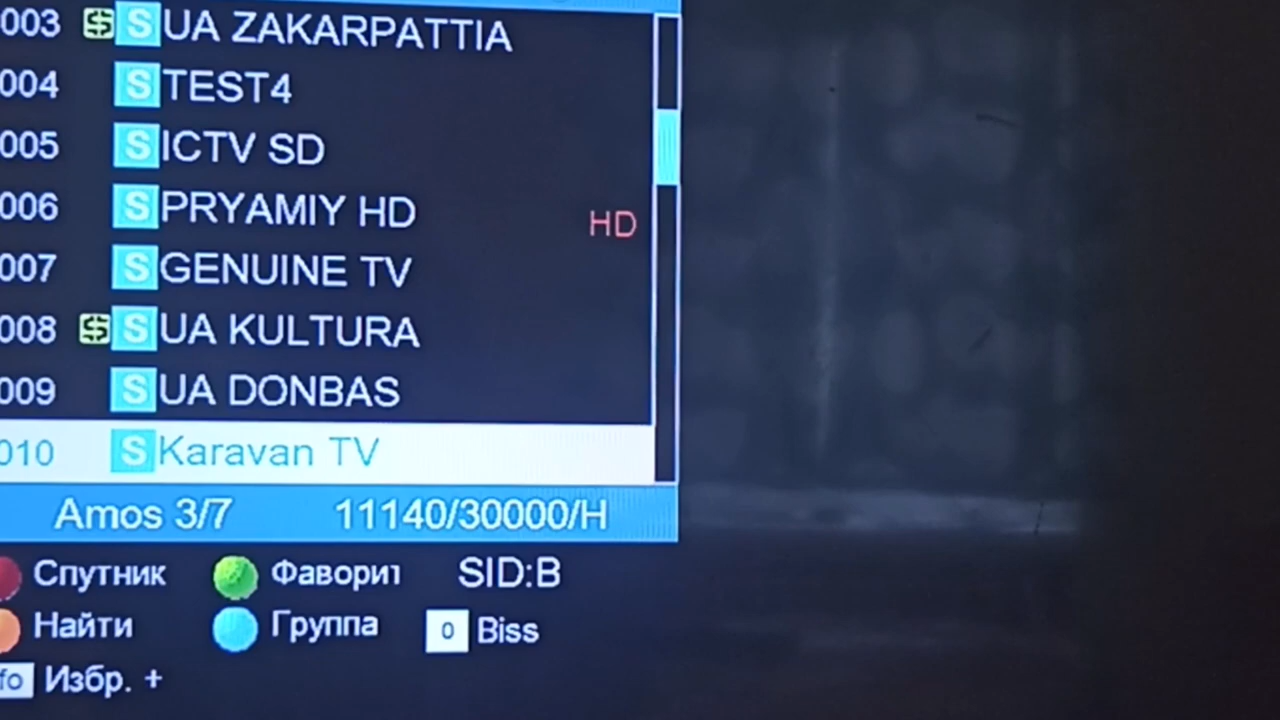 003 $ S UA ZAKARPATTIA
004 S TEST4
005 S ICTV SD
006 S PRYAMIY HD HD
007 S GENUINE TV
008 $ S UA KULTURA
009 S UA DONBAS
010 S Karavan TV
Amos 3/7 11140/30000/H
Спутник Фаворит SID:B
Найти Группа 0 Biss
fo Избр. +